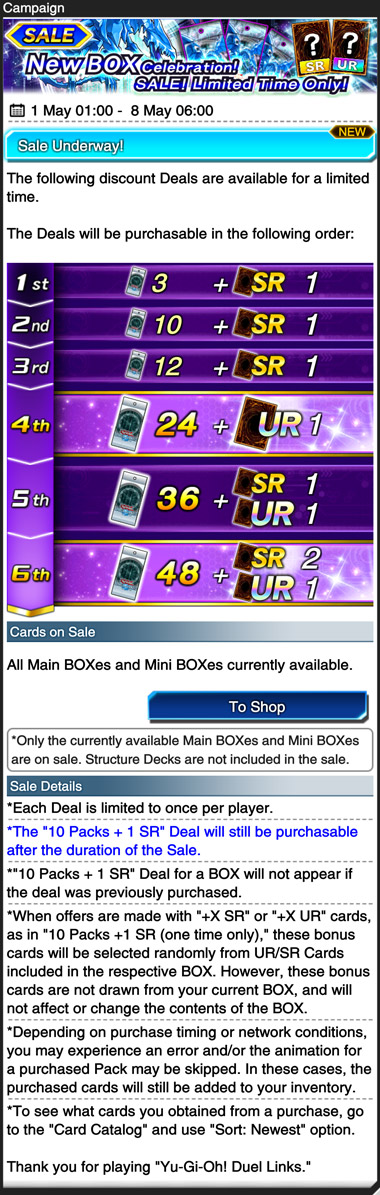 Campaign
SALE
New BOX Celebration!
SALE! Limited Time Only!
? SR
? UR
1 May 01:00 - 8 May 06:00
NEW
Sale Underway!
The following discount Deals are available for a limited
time.
The Deals will be purchasable in the following order:
1st 3 + SR 1
2nd 10 + SR 1
3rd 12 + SR 1
4th 24 + UR 1
5th 36 + SR 1
UR 1
6th 48 + SR 2
UR 1
Cards on Sale
All Main BOXes and Mini BOXes currently available.
To Shop
*Only the currently available Main BOXes and Mini BOXes
are on sale. Structure Decks are not included in the sale.
Sale Details
*Each Deal is limited to once per player.
*The "10 Packs + 1 SR" Deal will still be purchasable
after the duration of the Sale.
*"10 Packs + 1 SR" Deal for a BOX will not appear if
the deal was previously purchased.
*When offers are made with "+X SR" or "+X UR" cards,
as in "10 Packs +1 SR (one time only)," these bonus
cards will be selected randomly from UR/SR Cards
included in the respective BOX. However, these bonus
cards are not drawn from your current BOX, and will
not affect or change the contents of the BOX.
*Depending on purchase timing or network conditions,
you may experience an error and/or the animation for
a purchased Pack may be skipped. In these cases, the
purchased cards will still be added to your inventory.
*To see what cards you obtained from a purchase, go
to the "Card Catalog" and use "Sort: Newest" option.
Thank you for playing "Yu-Gi-Oh! Duel Links."